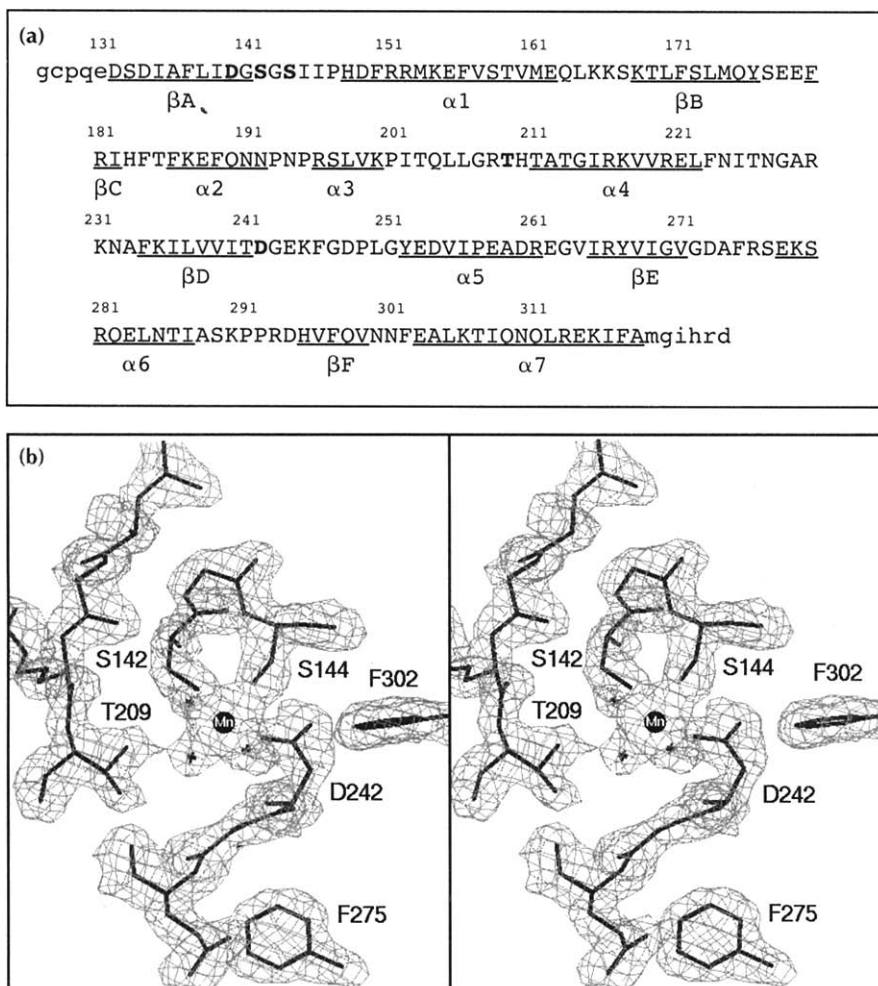 (a)
131 141 151 161 171
gcpqeDSDIAFLIDGSGSIIPHDFRRMKEFVSTVMEQLKKSKTLFSLMQYSEEF
βA α1 βB
181 191 201 211 221
RIHFTFKEFQNNPNPRSLVKPITQLLGRTHTATGIRKVVRELFNITNGAR
βC α2 α3 α4
231 241 251 261 271
KNAFKILVVITDGEKFGDPLGYEDVIPEADREGVIRYVIGVGDAFRSEKS
βD α5 βE
281 291 301 311
RQELNTIASKPPRDHVFQVNNFEALKTIQNQLREKIFAmgihrd
α6 βF α7
(b)
S142 S144 F302 T209 Mn D242 F275
S142 S144 F302 T209 Mn D242 F275